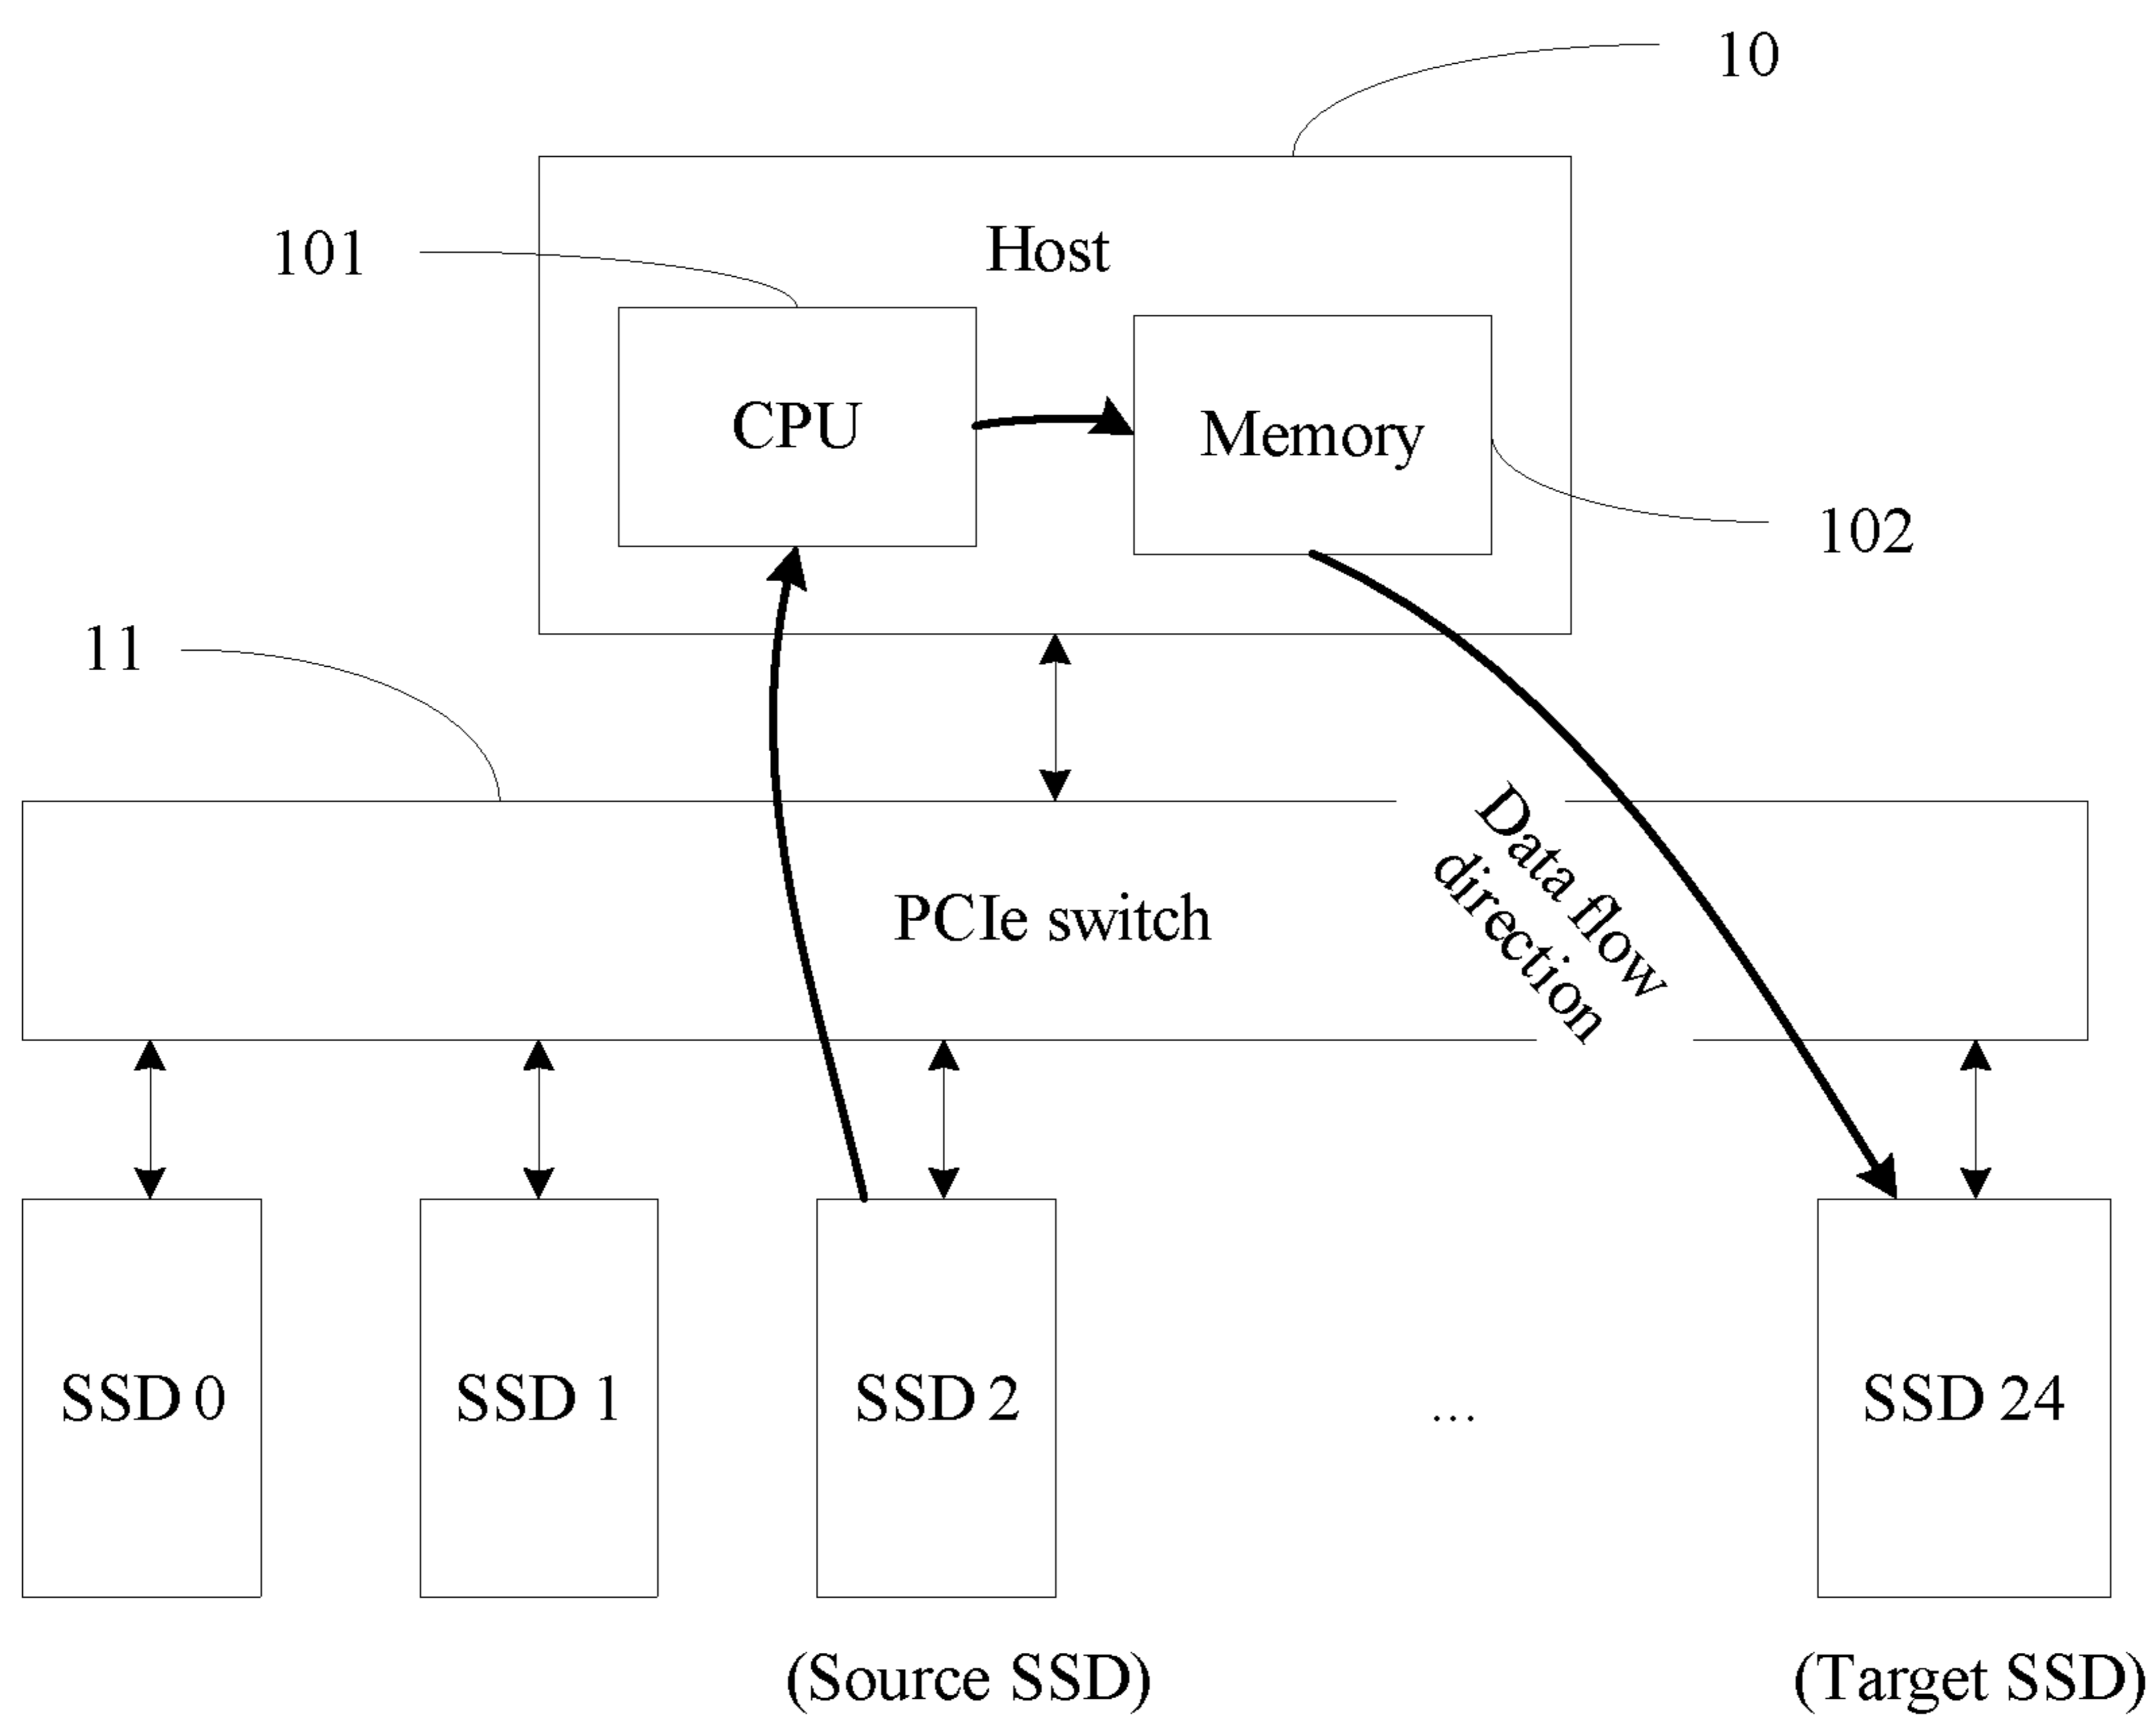 10
101
Host
CPU
Memory
102
11
PCIe switch
Data flow
direction
SSD 0
SSD 1
SSD 2
...
SSD 24
(Source SSD)
(Target SSD)